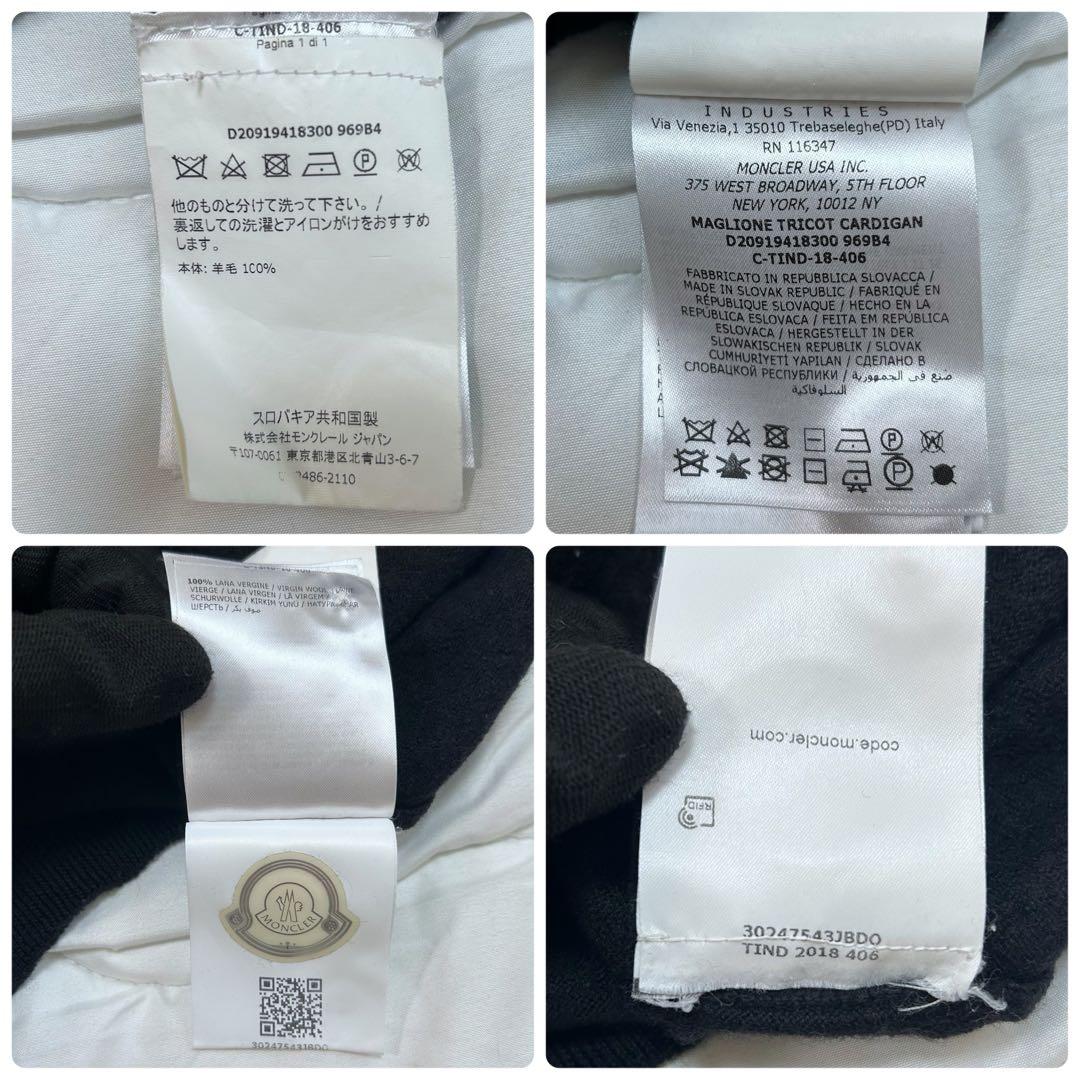 C-TIND-18-406
Pagina 1 di 1
D20919418300 969B4
P
他のものと分けて洗って下さい。/
裏返しての洗濯とアイロンがけをおすすめ
します。
本体: 羊毛 100%
スロバキア共和国製
株式会社モンクレール ジャパン
〒107-0061 東京都港区北青山3-6-7
2486-2110
INDUSTRIES
Via Venezia,1 35010 Trebaseleghe(PD) Italy
RN 116347
MONCLER USA INC.
375 WEST BROADWAY, 5TH FLOOR
NEW YORK, 10012 NY
MAGLIONE TRICOT CARDIGAN
D20919418300 969B4
C-TIND-18-406
FABBRICATO IN REPUBBLICA SLOVACCA /
MADE IN SLOVAK REPUBLIC / FABRIQUÉ EN
RÉPUBLIQUE SLOVAQUE / HECHO EN LA
REPÚBLICA ESLOVACA / FEITA EM REPÚBLICA
ESLOVACA / HERGESTELLT IN DER
SLOWAKISCHEN REPUBLIK / SLOVAK
CUMHURİYETİ YAPILAN / СДЕЛАНО В
СЛОВАЦКОЙ РЕСПУБЛИКИ / صنع في الجمهورية
السلوفاكية
P
P
100% LANA VERGINE / VIRGIN WOOL /
VIERGE / LANA VIRGEN / LÃ VIRGEM /
SCHURWOLLE / KIRKIM YÜNÜ /
ШЕРСТЬ / صوف بكر
MONCLER
30247543JBDO
code.moncler.com
RFID
30247543JBDO
TIND 2018 406